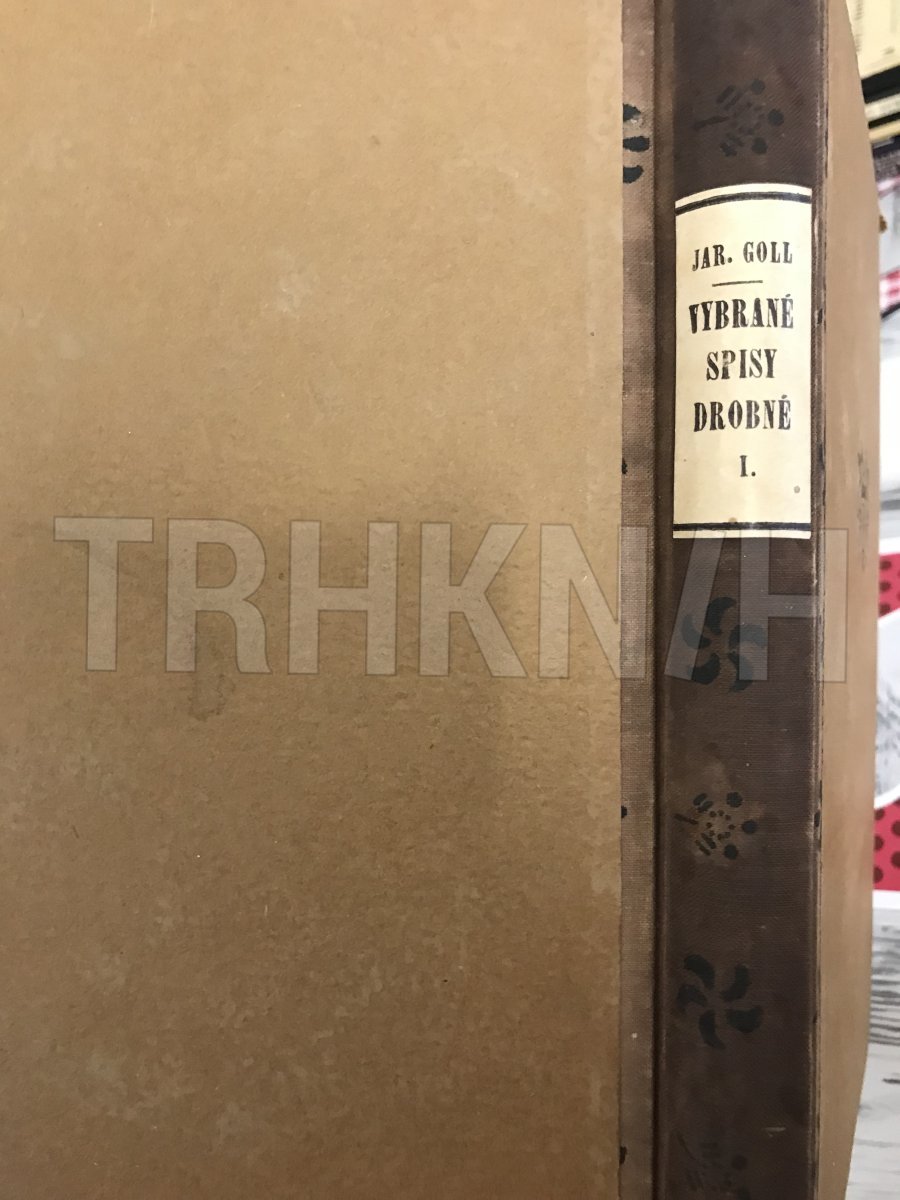 JAR. GOLL
VYBRANÉ
SPISY
DROBNÉ
I.
TRHKNIH